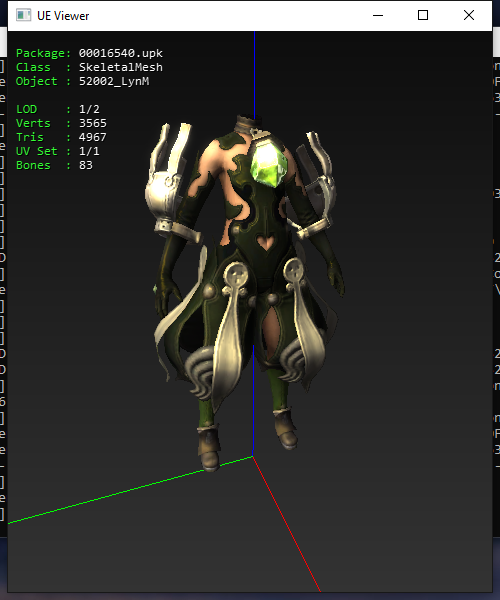 UE Viewer
Package: 00016540.upk
Class : SkeletalMesh
Object : 52002_LynM
LOD : 1/2
Verts : 3565
Tris : 4967
UV Set : 1/1
Bones : 83